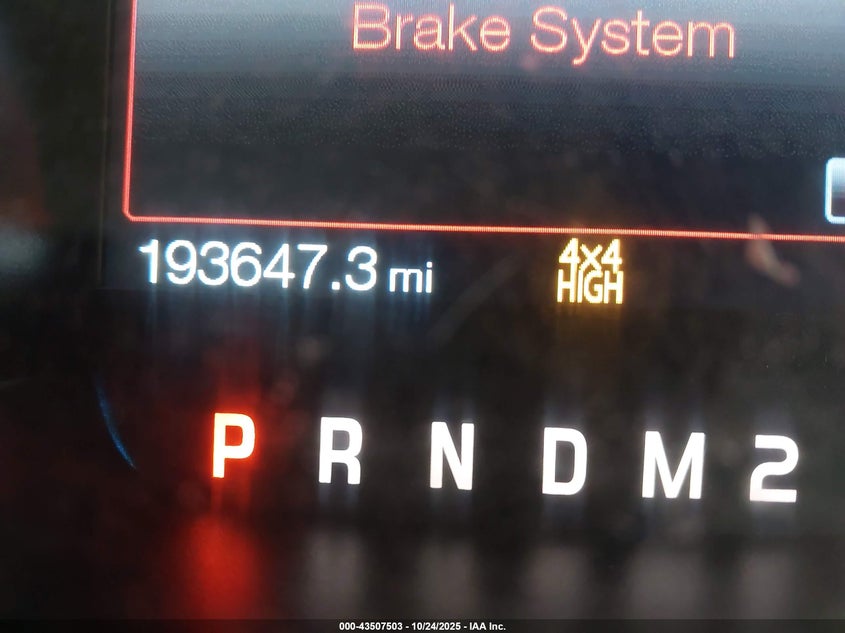 Brake System
193647.3 mi
4x4
HIGH
P R N D M 2
000-43507503 - 10/24/2025 - IAA Inc.